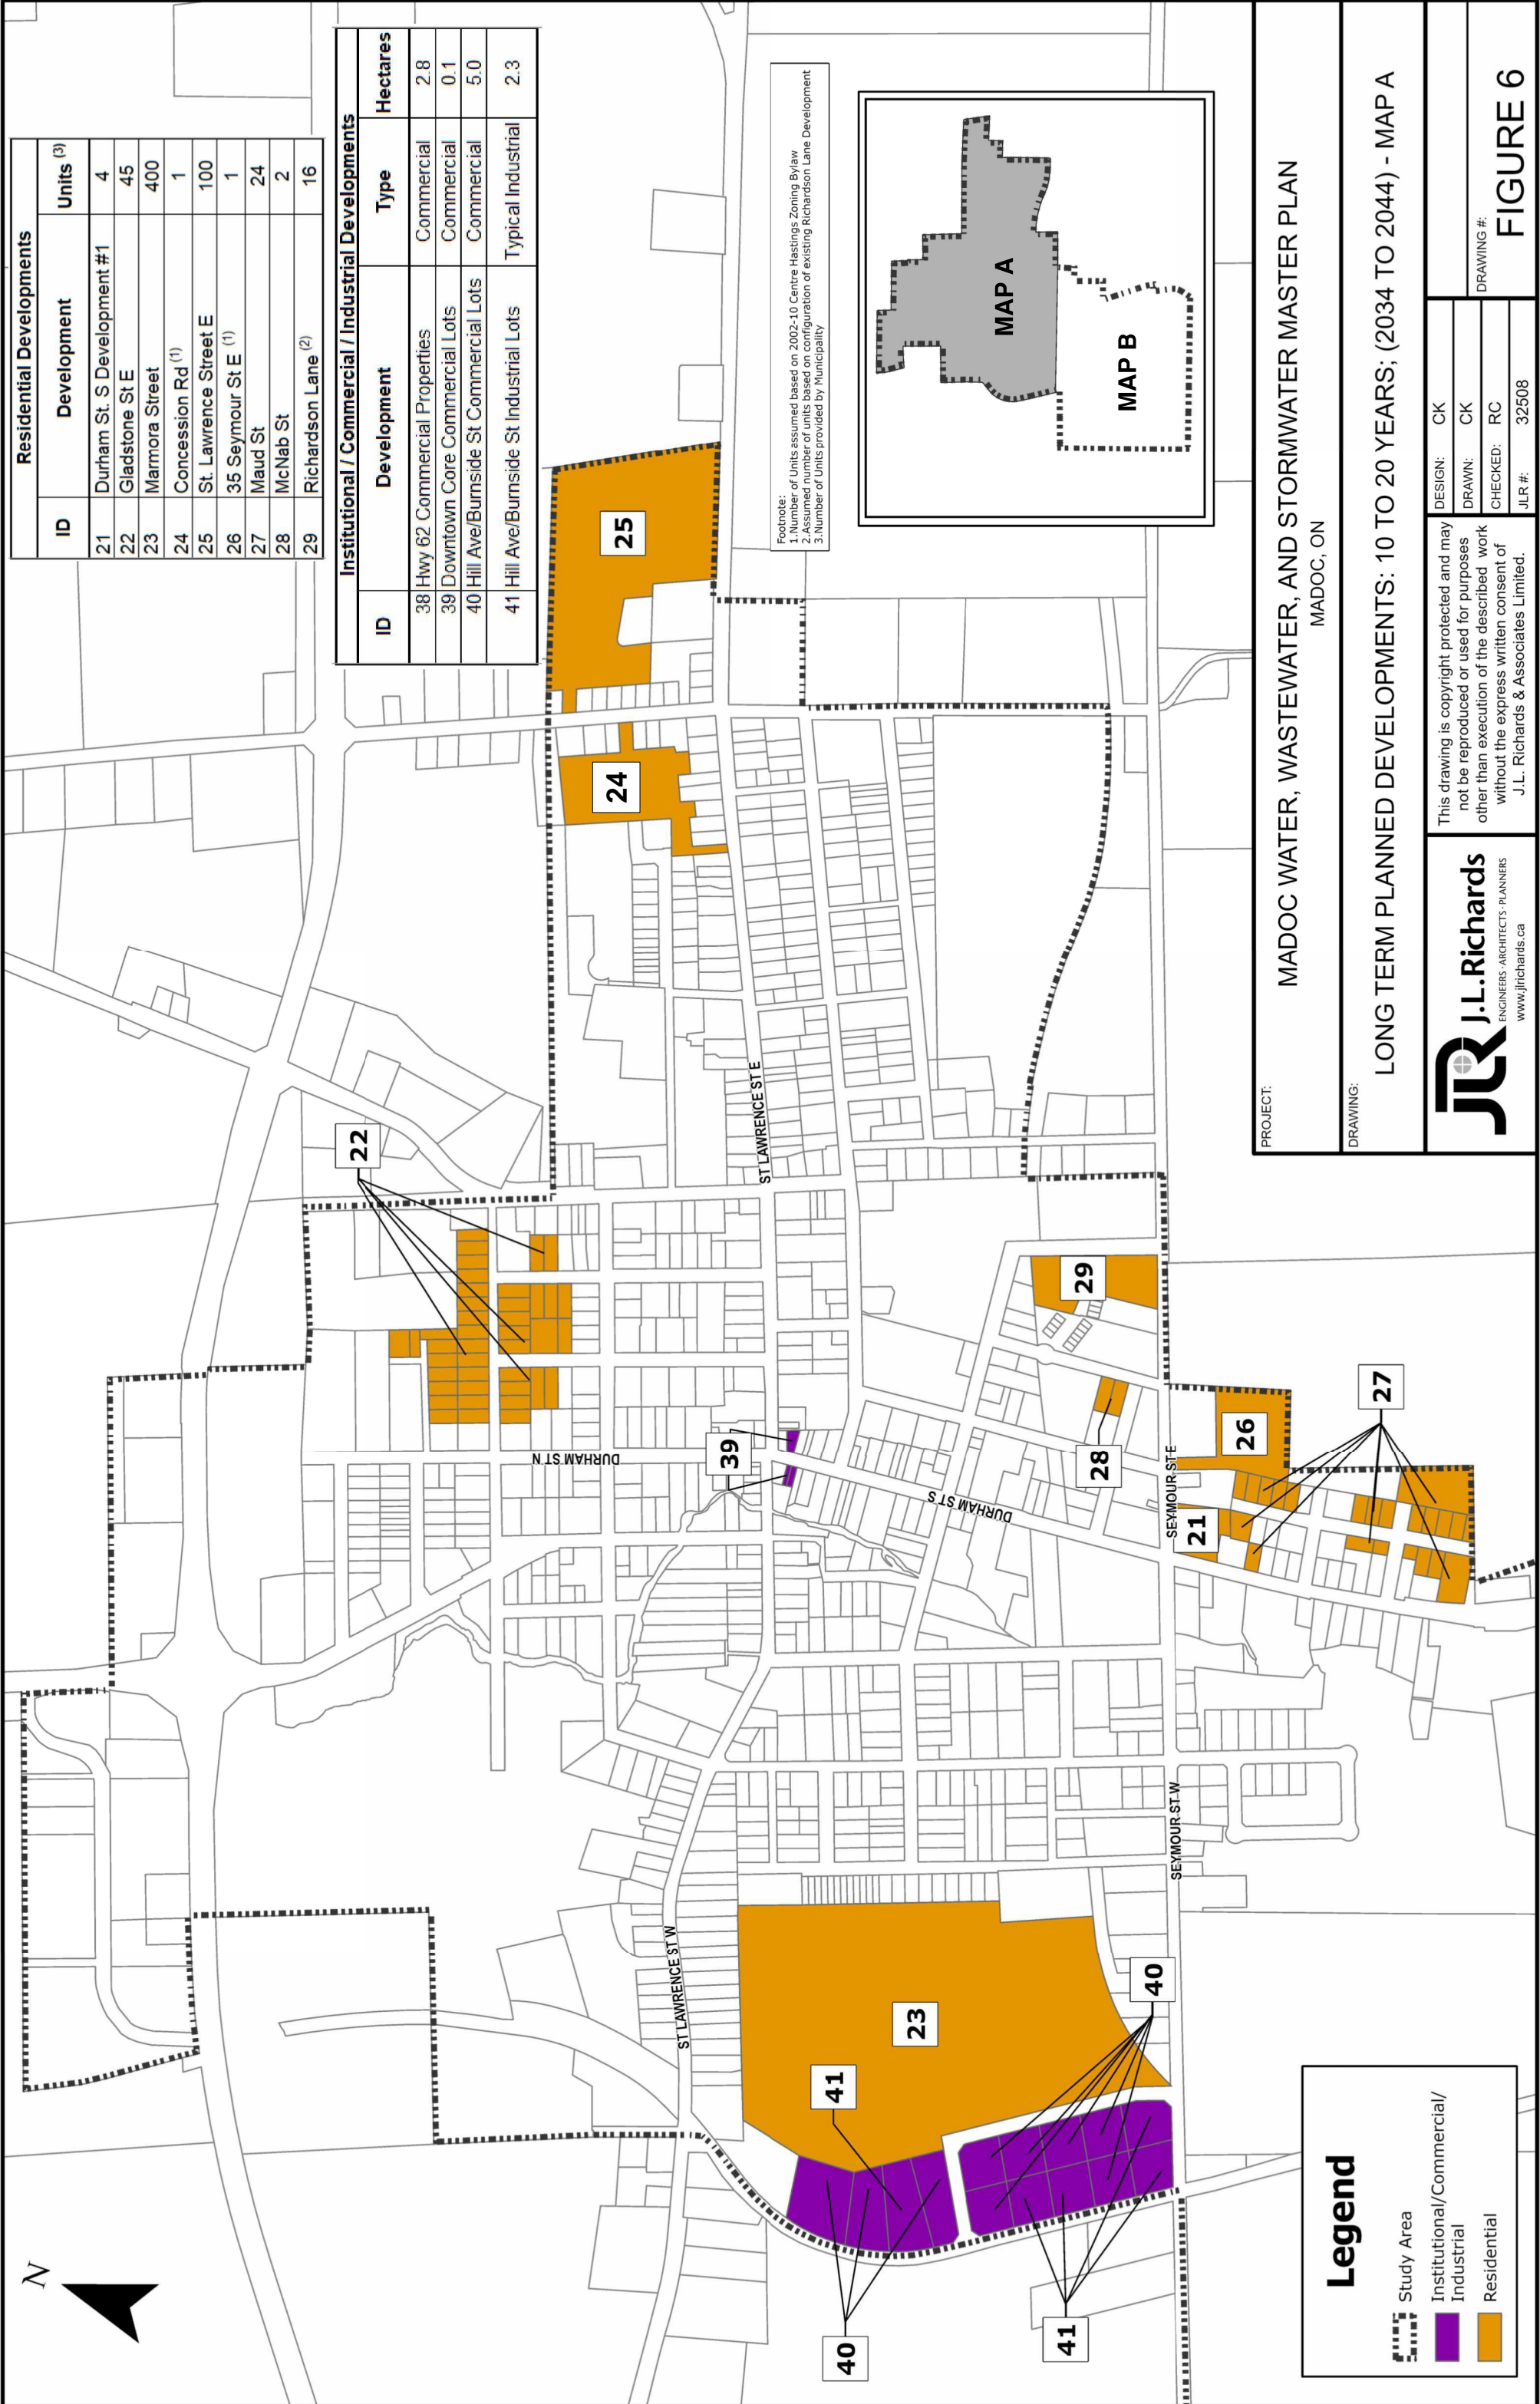 Residential Developments
ID Development Units (3)
21 Durham St. S Development #1 4
22 Gladstone St E 45
23 Marmora Street 400
24 Concession Rd (1) 1
25 St. Lawrence Street E 100
26 35 Seymour St E (1) 1
27 Maud St 24
28 McNab St 2
29 Richardson Lane (2) 16
Institutional / Commercial / Industrial Developments
ID Development Type Hectares
38 Hwy 62 Commercial Properties Commercial 2.8
39 Downtown Core Commercial Lots Commercial 0.1
40 Hill Ave/Burnside St Commercial Lots Commercial 5.0
41 Hill Ave/Burnside St Industrial Lots Typical Industrial 2.3
N
22
25
24
39
23
41
40
40
41
29
28
21
26
27
ST LAWRENCE ST W
ST LAWRENCE ST E
DURHAM ST N
DURHAM ST S
SEYMOUR ST E
SEYMOUR ST W
Footnote:
1.Number of Units assumed based on 2002-10 Centre Hastings Zoning Bylaw
2.Assumed number of units based on configuration of existing Richardson Lane Development
3.Number of Units provided by Municipality
MAP A
MAP B
Legend
Study Area
Institutional/Commercial/
Industrial
Residential
PROJECT:
MADOC WATER, WASTEWATER, AND STORMWATER MASTER PLAN
MADOC, ON
DRAWING:
LONG TERM PLANNED DEVELOPMENTS: 10 TO 20 YEARS; (2034 TO 2044) - MAP A
JLR J.L.Richards
ENGINEERS·ARCHITECTS·PLANNERS
www.jlrichards.ca
This drawing is copyright protected and may
not be reproduced or used for purposes
other than execution of the described work
without the express written consent of
J.L. Richards & Associates Limited.
DESIGN: CK
DRAWN: CK
CHECKED: RC
JLR #: 32508
DRAWING #:
FIGURE 6